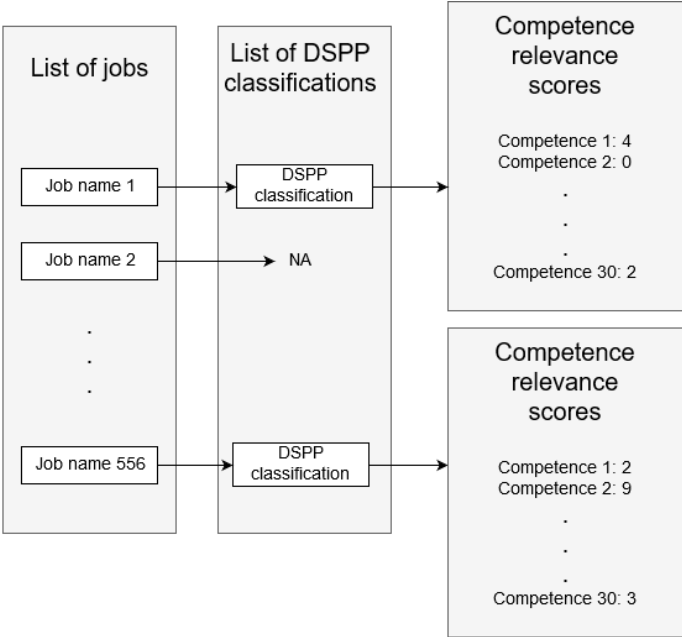 List of jobs
Job name 1
Job name 2
.
.
.
Job name 556
List of DSPP
classifications
DSPP
classification
NA
DSPP
classification
Competence
relevance
scores
Competence 1: 4
Competence 2: 0
.
.
.
Competence 30: 2
Competence
relevance
scores
Competence 1: 2
Competence 2: 9
.
.
.
Competence 30: 3